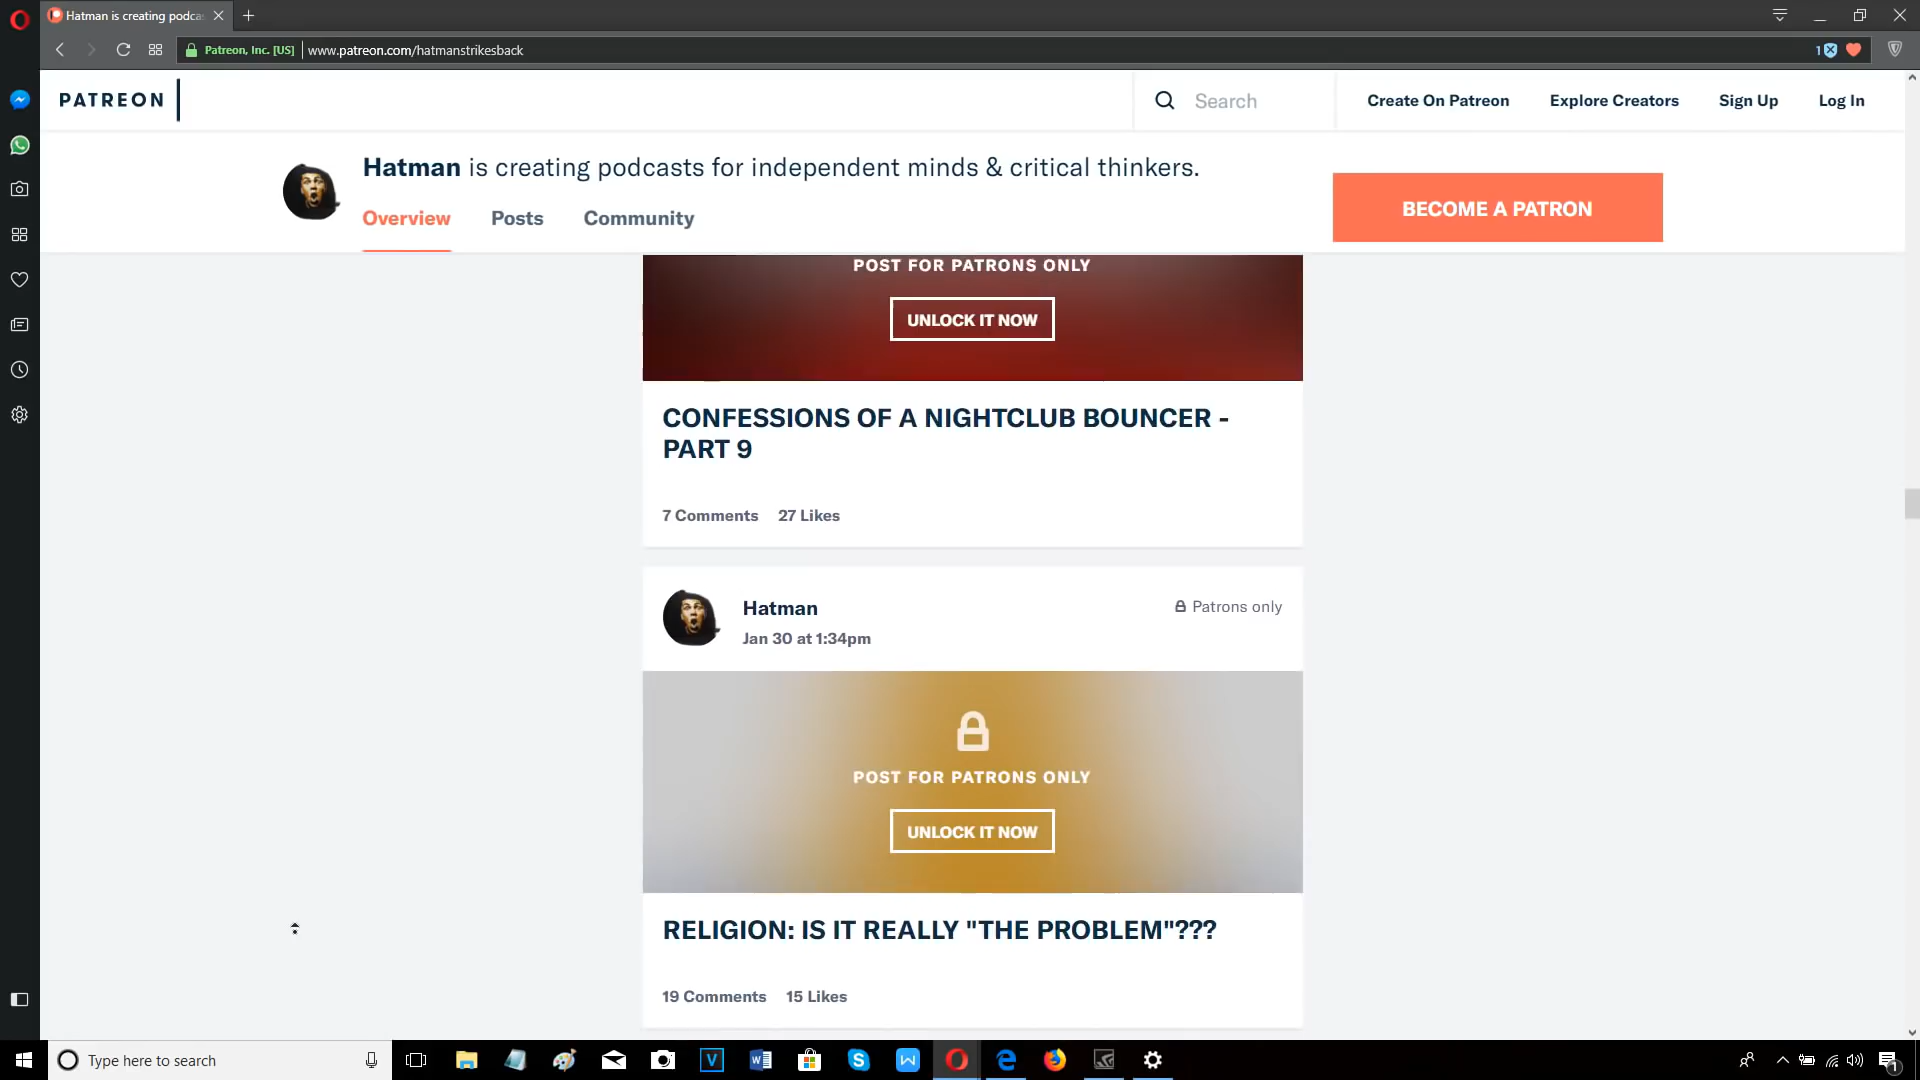 Hatman is creating podca
Patreon, Inc. [US]
www.patreon.com/hatmanstrikesback
1
PATREON
Search
Create On Patreon
Explore Creators
Sign Up
Log In
Hatman is creating podcasts for independent minds & critical thinkers.
Overview
Posts
Community
BECOME A PATRON
POST FOR PATRONS ONLY
UNLOCK IT NOW
CONFESSIONS OF A NIGHTCLUB BOUNCER -
PART 9
7 Comments
27 Likes
Hatman
Patrons only
Jan 30 at 1:34pm
POST FOR PATRONS ONLY
UNLOCK IT NOW
RELIGION: IS IT REALLY "THE PROBLEM"???
19 Comments
15 Likes
Type here to search
V
W
S
W
1